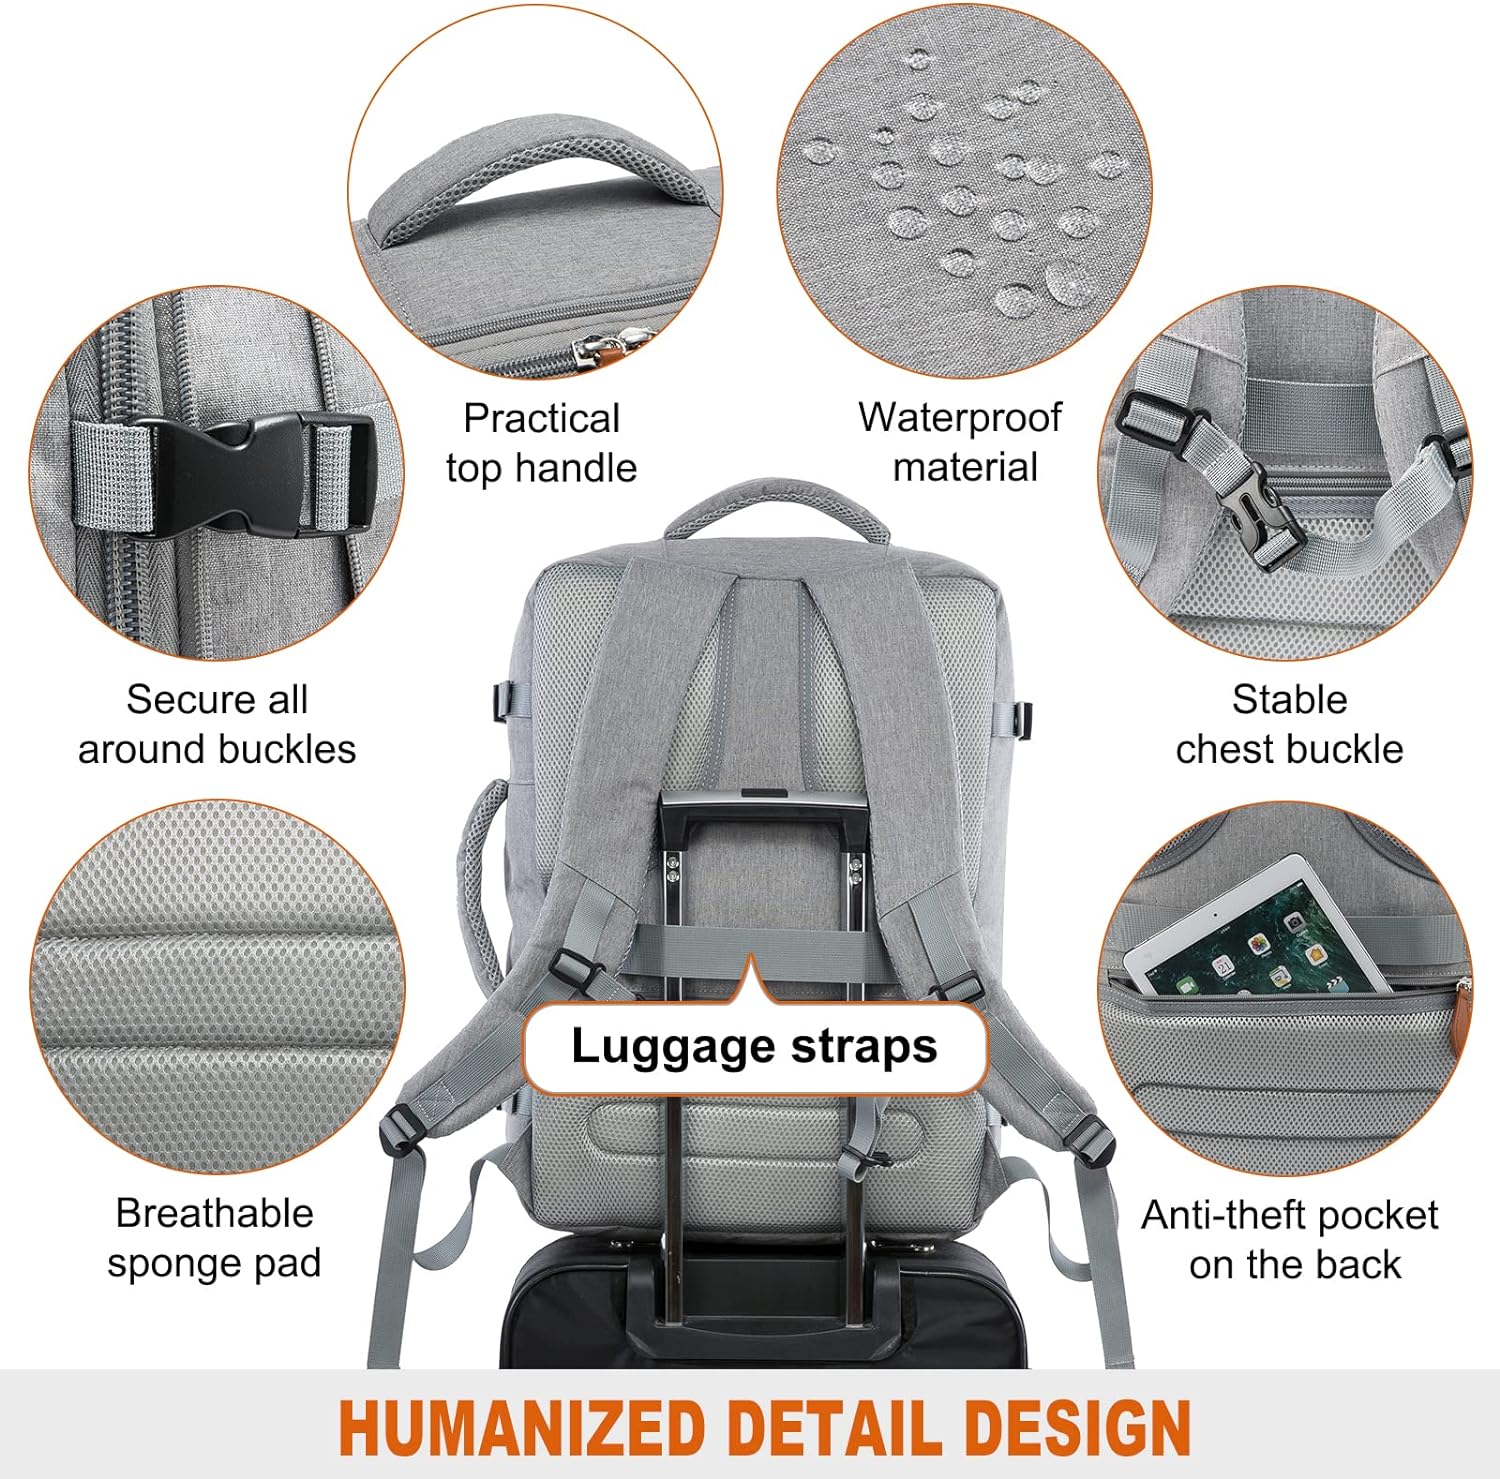 Practical
top handle
Waterproof
material
Secure all
around buckles
Stable
chest buckle
Luggage straps
Breathable
sponge pad
Anti-theft pocket
on the back
HUMANIZED DETAIL DESIGN